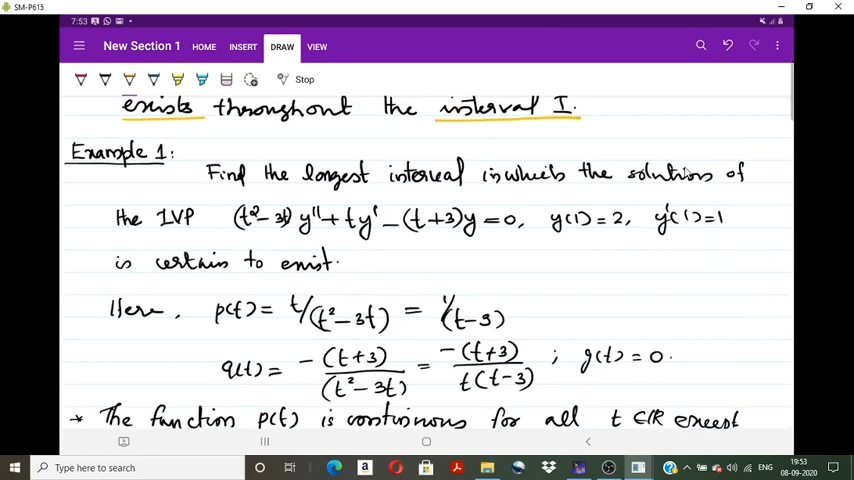 SM-P615
7:53
New Section 1 HOME INSERT DRAW VIEW
Stop
exists throughout the interval I.
Example 1:
Find the longest interval in which the solutions of
the IVP (t²-3t) y'' + t y' - (t+3)y = 0, y(1) = 2, y'(1) = 1
is certain to exist.
Here, p(t) = t/(t²-3t) = 1/(t-3)
q(t) = -(t+3)/(t²-3t) = -(t+3)/t(t-3) ; g(t) = 0.
* The function p(t) is continuous for all t ∈ IR except
Type here to search
ENG
19:53
08-09-2020